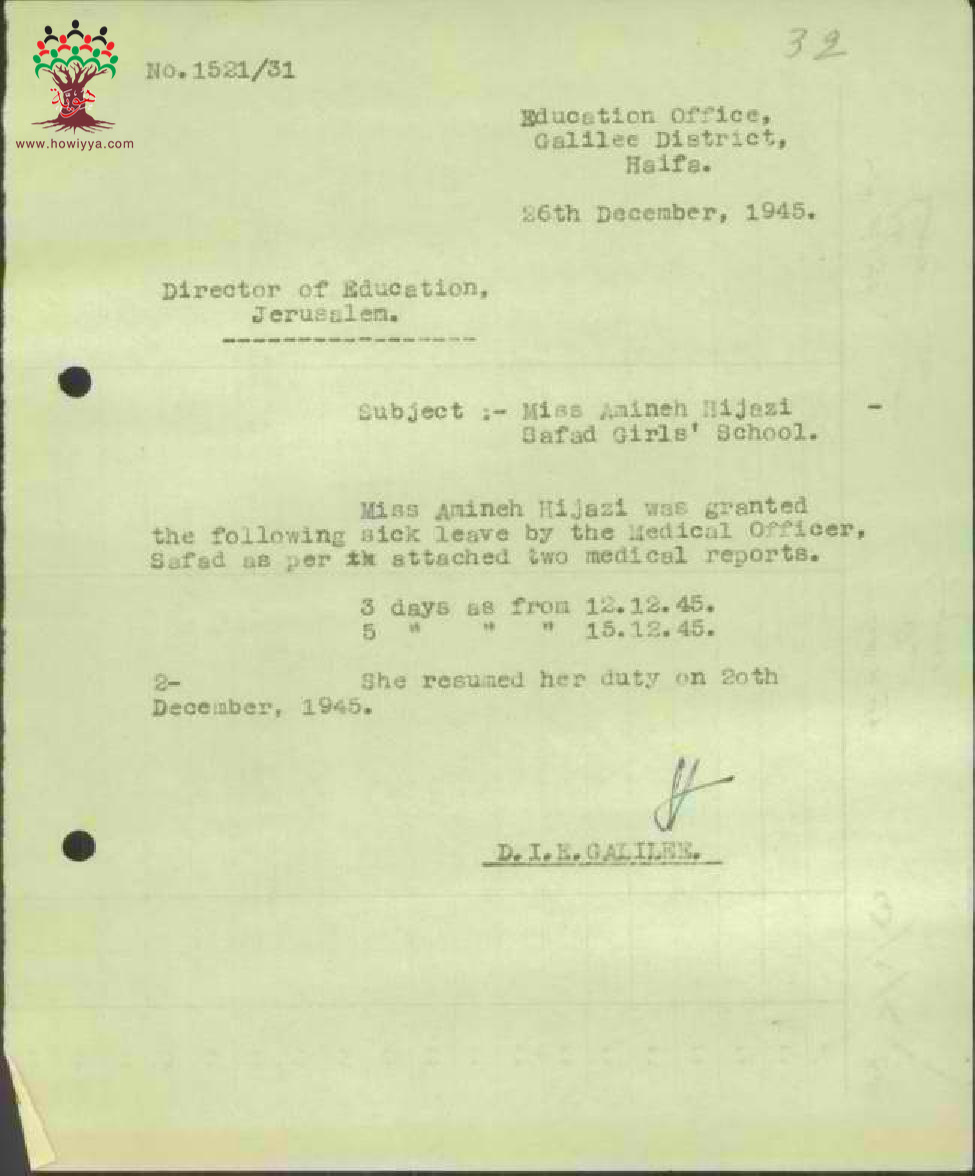 32
حوية
www.howiyya.com
No.1521/31
Education Office,
Galilee District,
Haifa.
26th December, 1945.
Director of Education,
Jerusalem.
-----------------
Subject :- Miss Amineh Hijazi -
Safad Girls' School.
Miss Amineh Hijazi was granted
the following sick leave by the Medical Officer,
Safad as per attached two medical reports.
3 days as from 12.12.45.
5 " " " 15.12.45.
2- She resumed her duty on 2oth
December, 1945.
D.I.E.GALILEE.